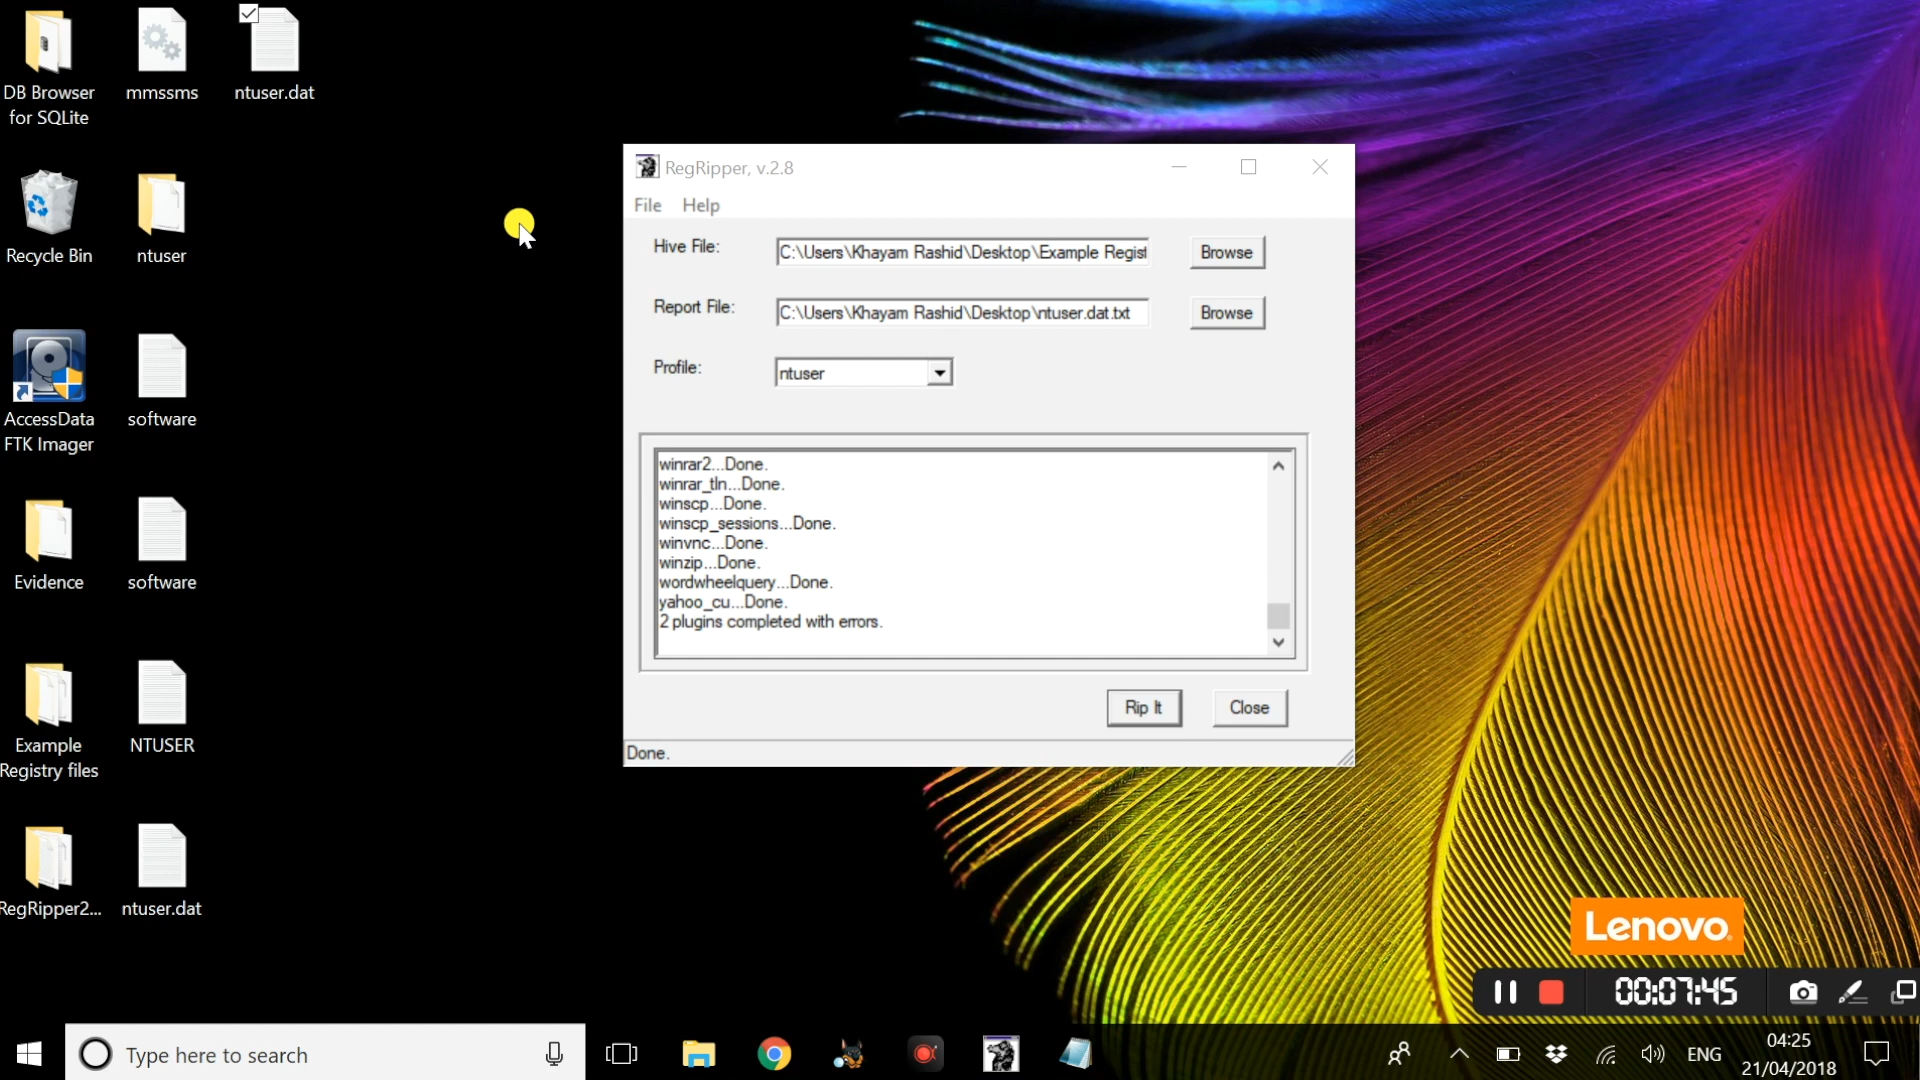 DB Browser
for SQLite
mmssms
ntuser.dat
Recycle Bin
ntuser
AccessData
FTK Imager
software
Evidence
software
Example
Registry files
NTUSER
RegRipper2...
ntuser.dat
RegRipper, v.2.8
File Help
Hive File:
C:\Users\Khayam Rashid\Desktop\Example Regist
Browse
Report File:
C:\Users\Khayam Rashid\Desktop\ntuser.dat.txt
Browse
Profile:
ntuser
winrar2...Done.
winrar_tln...Done.
winscp...Done.
winscp_sessions...Done.
winvnc...Done.
winzip...Done.
wordwheelquery...Done.
yahoo_cu...Done.
2 plugins completed with errors.
Rip It
Close
Done.
Lenovo
00:07:45
Type here to search
ENG
04:25
21/04/2018